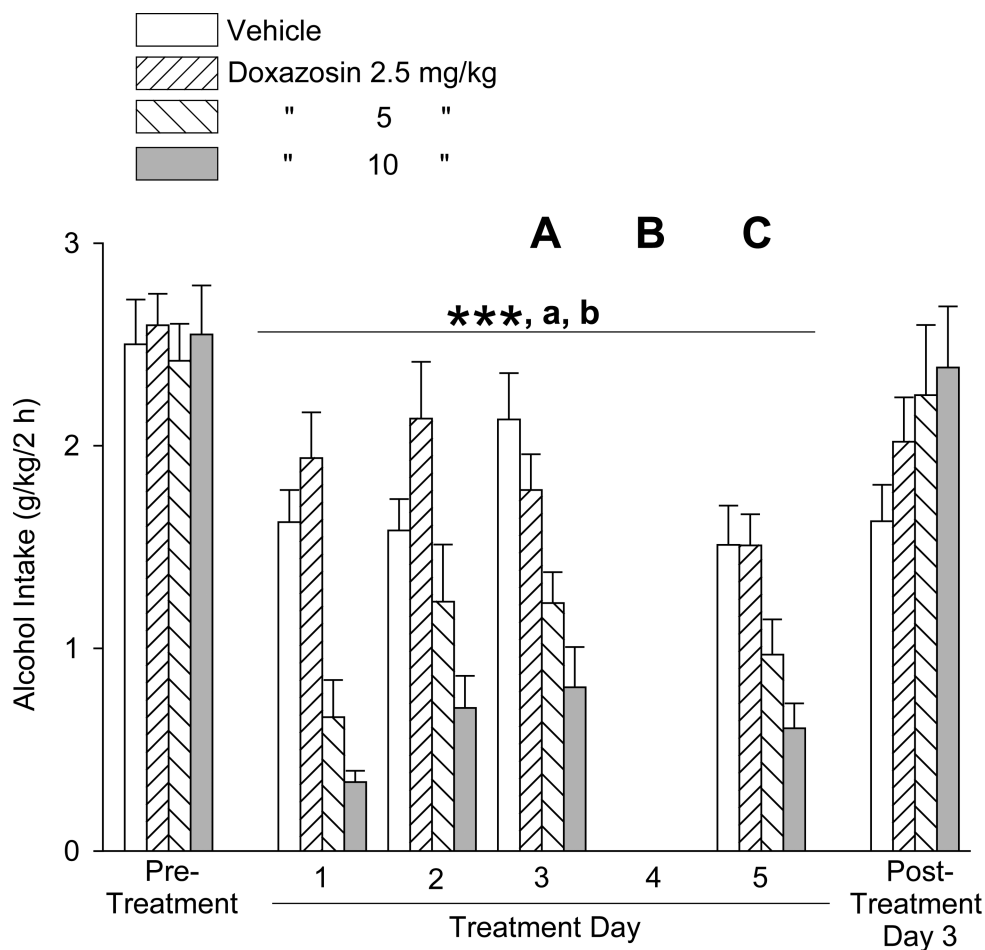 Vehicle
Doxazosin 2.5 mg/kg
" 5 "
" 10 "
A B C
***, a, b
3
2
1
0
Alcohol Intake (g/kg/2 h)
Pre-
Treatment
1 2 3 4 5
Treatment Day
Post-
Treatment
Day 3